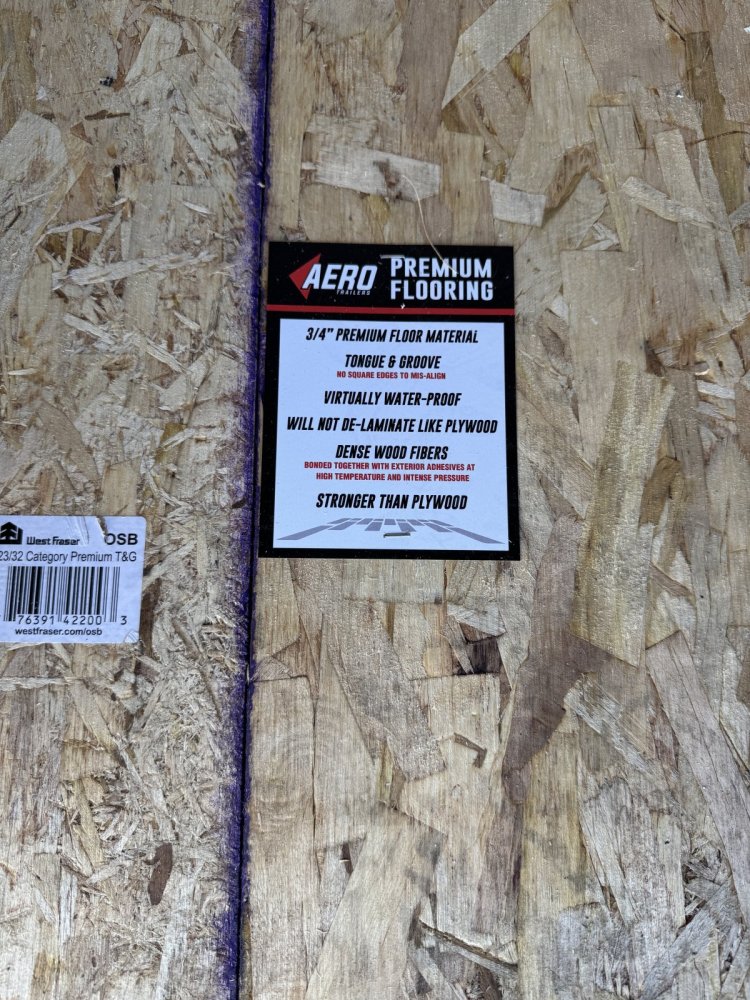 AERO
TRAILERS
PREMIUM
FLOORING
3/4" PREMIUM FLOOR MATERIAL
TONGUE & GROOVE
NO SQUARE EDGES TO MIS-ALIGN
VIRTUALLY WATER-PROOF
WILL NOT DE-LAMINATE LIKE PLYWOOD
DENSE WOOD FIBERS
BONDED TOGETHER WITH EXTERIOR ADHESIVES AT
HIGH TEMPERATURE AND INTENSE PRESSURE
STRONGER THAN PLYWOOD
West Fraser OSB
23/32 Category Premium T&G
76391 42200 3
westfraser.com/osb